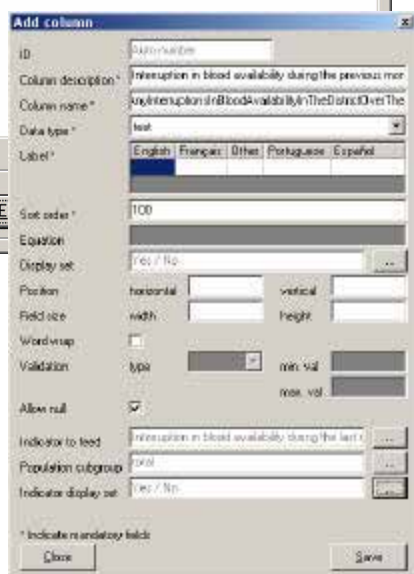 Add column
ID Auto-number
Column description * Interruption in blood availability during the previous mor
Column name * AnyInterruptionsInBloodAvailabilityInTheDistrictOverThe
Data type * text
Label * English Français Other Portuguese Español
Sort order * 100
Equation
Display set Yes / No ...
Position horizontal vertical
Field size width height
Wordwrap
Validation type min. val
max. val
Allow null
Indicator to feed Interruption in blood availability during the last ...
Population subgroup total ...
Indicator display set Yes / No ...
* Indicate mandatory fields
Close Save